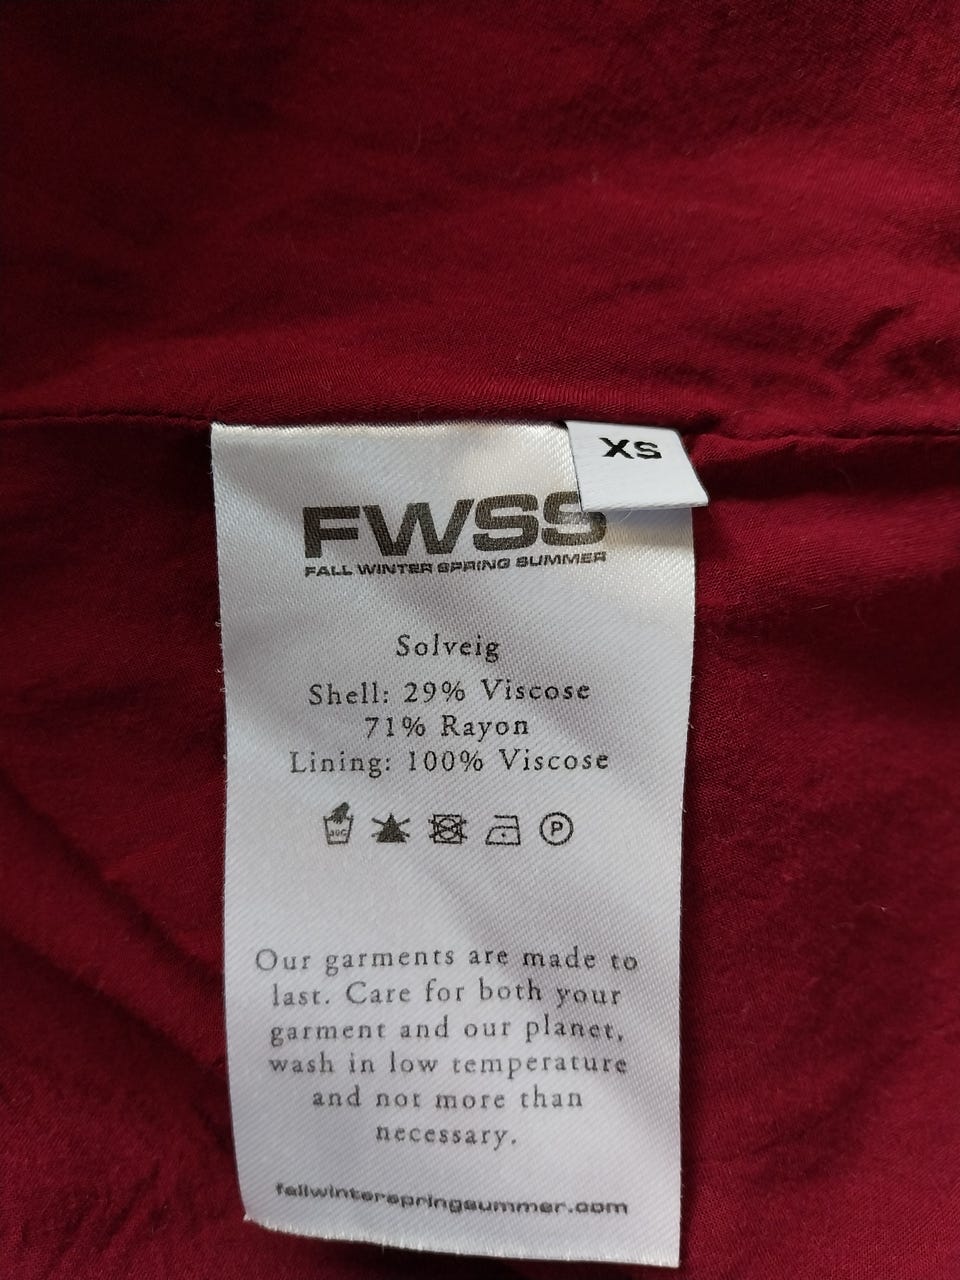 XS
FWSS
FALL WINTER SPRING SUMMER
Solveig
Shell: 29% Viscose
71% Rayon
Lining: 100% Viscose
P
Our garments are made to
last. Care for both your
garment and our planet,
wash in low temperature
and not more than
necessary.
fallwinterspringsummer.com